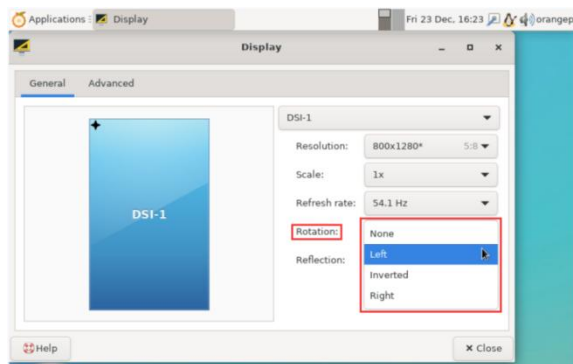 Applications Display Fri 23 Dec, 16:23
Display
General Advanced
DSI-1
DSI-1
Resolution: 800x1280* 5:8
Scale: 1x
Refresh rate: 54.1 Hz
Rotation: None
Left
Reflection:
Inverted
Right
Help Close